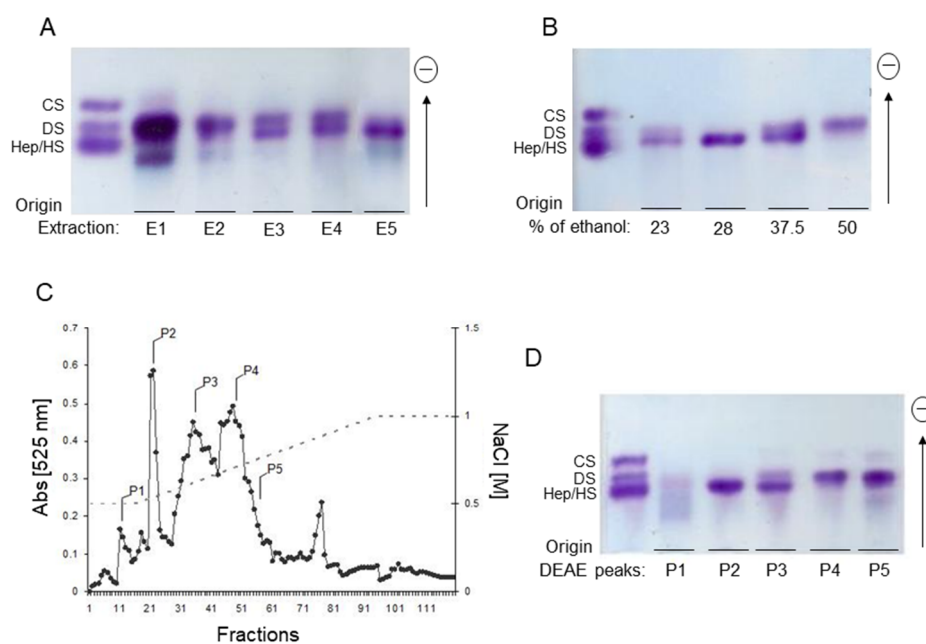 A
CS
DS
Hep/HS
Origin
Extraction: E1 E2 E3 E4 E5
B
CS
DS
Hep/HS
Origin
% of ethanol: 23 28 37.5 50
C
Abs [525 nm]
0.7
0.6
0.5
0.4
0.3
0.2
0.1
0
P1
P2
P3
P4
P5
1.5
1
0.5
0
NaCl [M]
1 11 21 31 41 51 61 71 81 91 101 111
Fractions
D
CS
DS
Hep/HS
Origin
DEAE peaks: P1 P2 P3 P4 P5